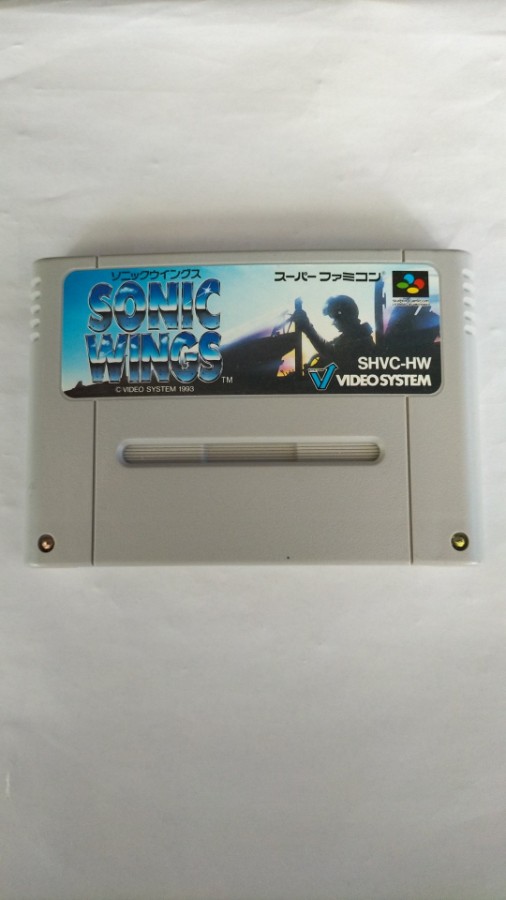 ソニックウイングス
SONIC
WINGS
TM
© VIDEO SYSTEM 1993
スーパー ファミコン
SHVC-HW
VIDEO SYSTEM